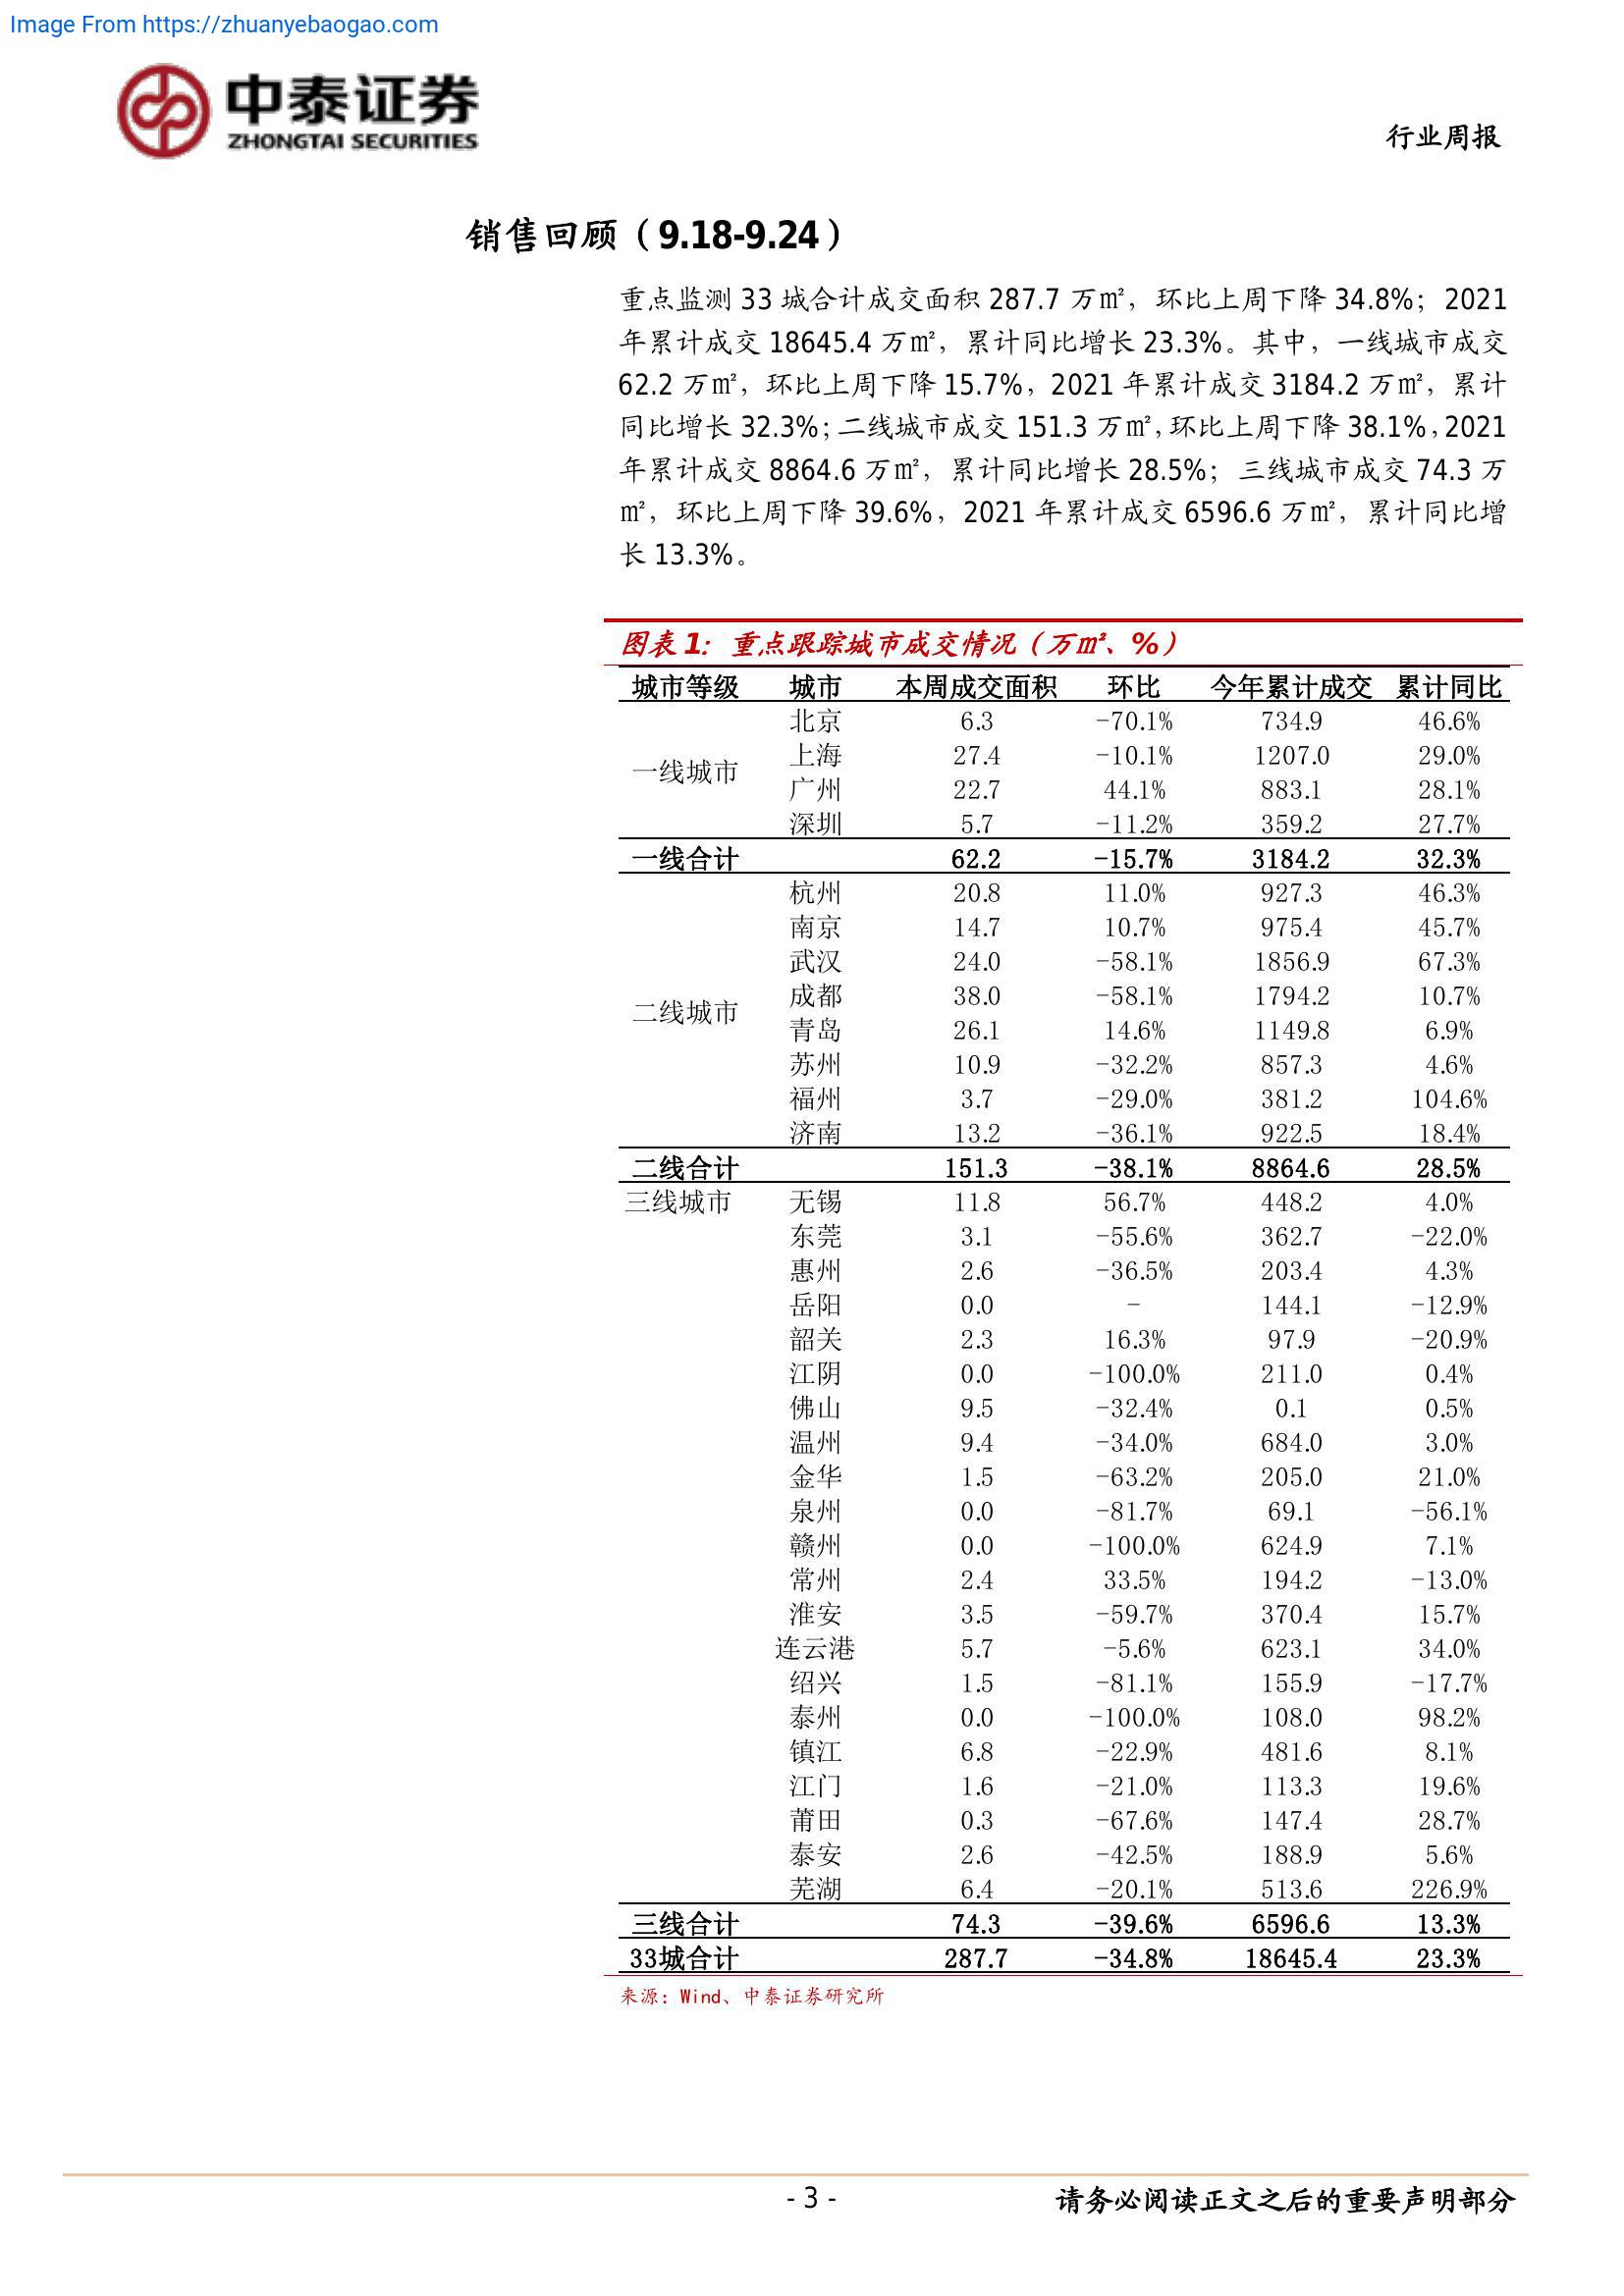 Image From https://zhuanyebaogao.com
中泰证券
ZHONGTAI SECURITIES
行业周报
销售回顾（9.18-9.24）
重点监测 33 城合计成交面积 287.7 万㎡，环比上周下降 34.8%；2021
年累计成交 18645.4 万㎡，累计同比增长 23.3%。其中，一线城市成交
62.2 万㎡，环比上周下降 15.7%，2021 年累计成交 3184.2 万㎡，累计
同比增长 32.3%；二线城市成交 151.3 万㎡，环比上周下降 38.1%，2021
年累计成交 8864.6 万㎡，累计同比增长 28.5%；三线城市成交 74.3 万
㎡，环比上周下降 39.6%，2021 年累计成交 6596.6 万㎡，累计同比增
长 13.3%。
图表 1：重点跟踪城市成交情况（万㎡、%）
城市等级 城市 本周成交面积 环比 今年累计成交 累计同比
一线城市
北京 6.3 -70.1% 734.9 46.6%
上海 27.4 -10.1% 1207.0 29.0%
广州 22.7 44.1% 883.1 28.1%
深圳 5.7 -11.2% 359.2 27.7%
一线合计 62.2 -15.7% 3184.2 32.3%
二线城市
杭州 20.8 11.0% 927.3 46.3%
南京 14.7 10.7% 975.4 45.7%
武汉 24.0 -58.1% 1856.9 67.3%
成都 38.0 -58.1% 1794.2 10.7%
青岛 26.1 14.6% 1149.8 6.9%
苏州 10.9 -32.2% 857.3 4.6%
福州 3.7 -29.0% 381.2 104.6%
济南 13.2 -36.1% 922.5 18.4%
二线合计 151.3 -38.1% 8864.6 28.5%
三线城市 无锡 11.8 56.7% 448.2 4.0%
东莞 3.1 -55.6% 362.7 -22.0%
惠州 2.6 -36.5% 203.4 4.3%
岳阳 0.0 - 144.1 -12.9%
韶关 2.3 16.3% 97.9 -20.9%
江阴 0.0 -100.0% 211.0 0.4%
佛山 9.5 -32.4% 0.1 0.5%
温州 9.4 -34.0% 684.0 3.0%
金华 1.5 -63.2% 205.0 21.0%
泉州 0.0 -81.7% 69.1 -56.1%
赣州 0.0 -100.0% 624.9 7.1%
常州 2.4 33.5% 194.2 -13.0%
淮安 3.5 -59.7% 370.4 15.7%
连云港 5.7 -5.6% 623.1 34.0%
绍兴 1.5 -81.1% 155.9 -17.7%
泰州 0.0 -100.0% 108.0 98.2%
镇江 6.8 -22.9% 481.6 8.1%
江门 1.6 -21.0% 113.3 19.6%
莆田 0.3 -67.6% 147.4 28.7%
泰安 2.6 -42.5% 188.9 5.6%
芜湖 6.4 -20.1% 513.6 226.9%
三线合计 74.3 -39.6% 6596.6 13.3%
33城合计 287.7 -34.8% 18645.4 23.3%
来源：Wind、中泰证券研究所
- 3 -
请务必阅读正文之后的重要声明部分